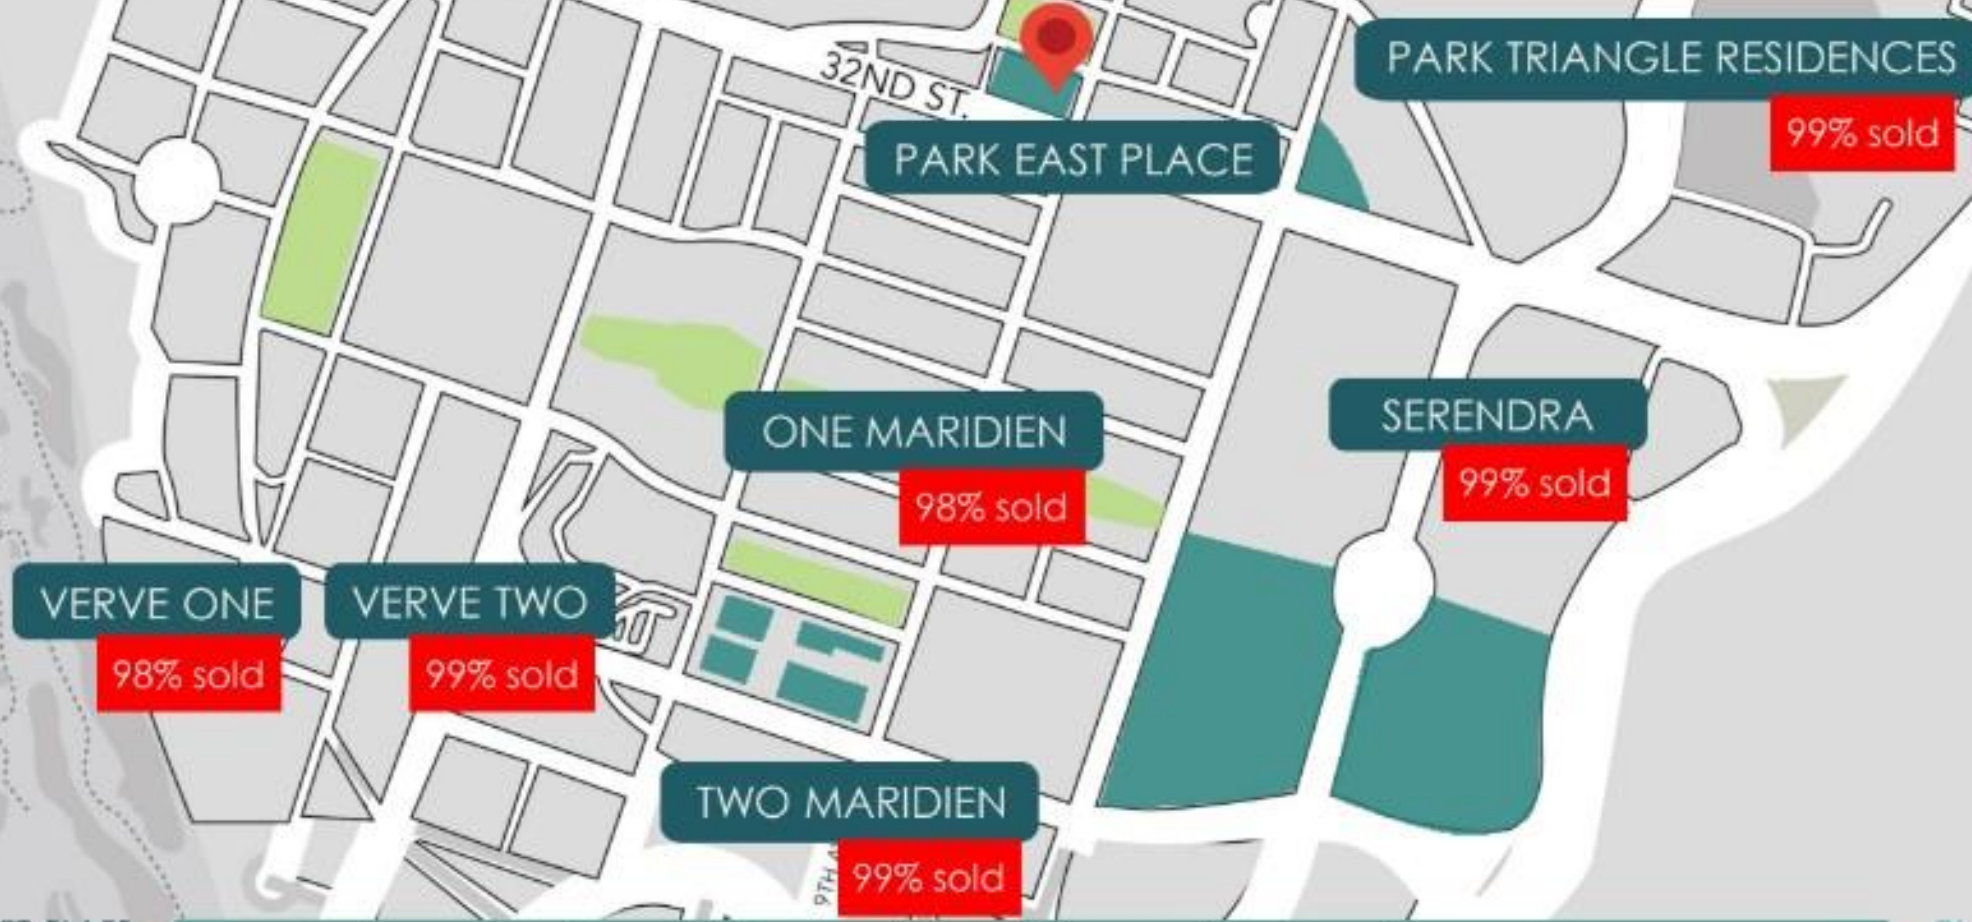 PARK TRIANGLE RESIDENCES
99% sold
32ND ST.
PARK EAST PLACE
ONE MARIDIEN
98% sold
SERENDRA
99% sold
VERVE ONE
98% sold
VERVE TWO
99% sold
TWO MARIDIEN
99% sold
9TH